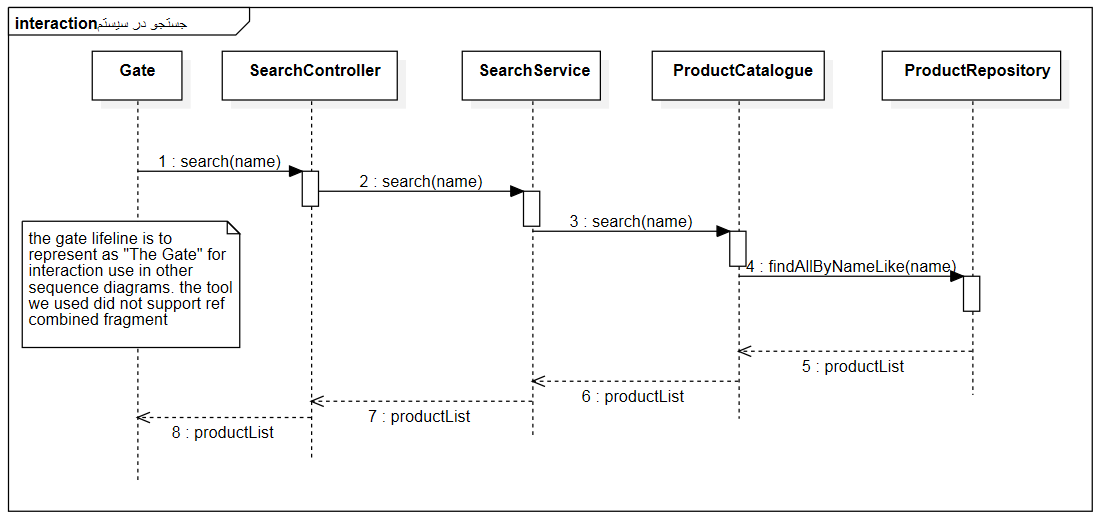 interaction جستجو در سیستم
Gate
SearchController
SearchService
ProductCatalogue
ProductRepository
1 : search(name)
2 : search(name)
3 : search(name)
4 : findAllByNameLike(name)
the gate lifeline is to
represent as "The Gate" for
interaction use in other
sequence diagrams. the tool
we used did not support ref
combined fragment
5 : productList
6 : productList
7 : productList
8 : productList